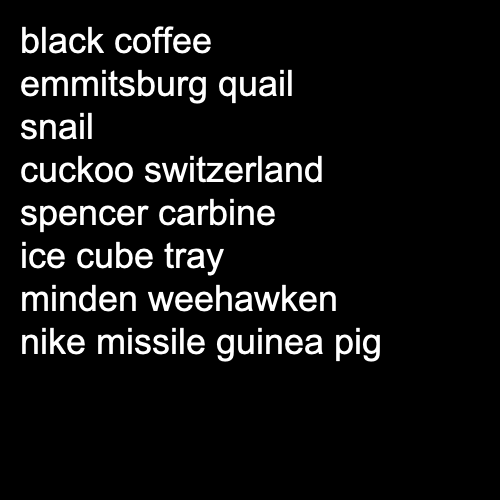 black coffee
emmitsburg quail
snail
cuckoo switzerland
spencer carbine
ice cube tray
minden weehawken
nike missile guinea pig